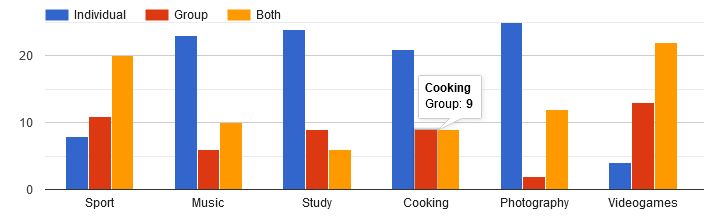 Individual Group Both
20
Cooking
Group: 9
10
0
Sport Music Study Cooking Photography Videogames